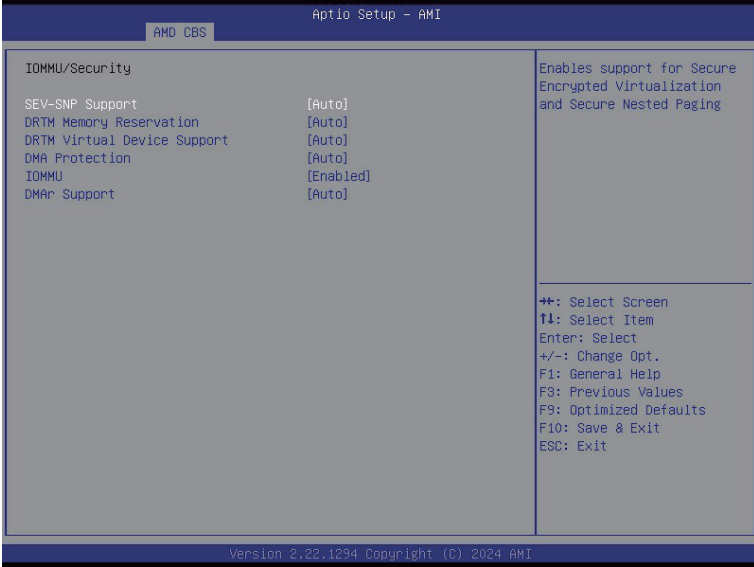 Aptio Setup – AMI
AMD CBS
IOMMU/Security
SEV-SNP Support [Auto]
DRTM Memory Reservation [Auto]
DRTM Virtual Device Support [Auto]
DMA Protection [Auto]
IOMMU [Enabled]
DMAr Support [Auto]
Enables support for Secure
Encrypted Virtualization
and Secure Nested Paging
→←: Select Screen
↑↓: Select Item
Enter: Select
+/-: Change Opt.
F1: General Help
F3: Previous Values
F9: Optimized Defaults
F10: Save & Exit
ESC: Exit
Version 2.22.1294 Copyright (C) 2024 AMI